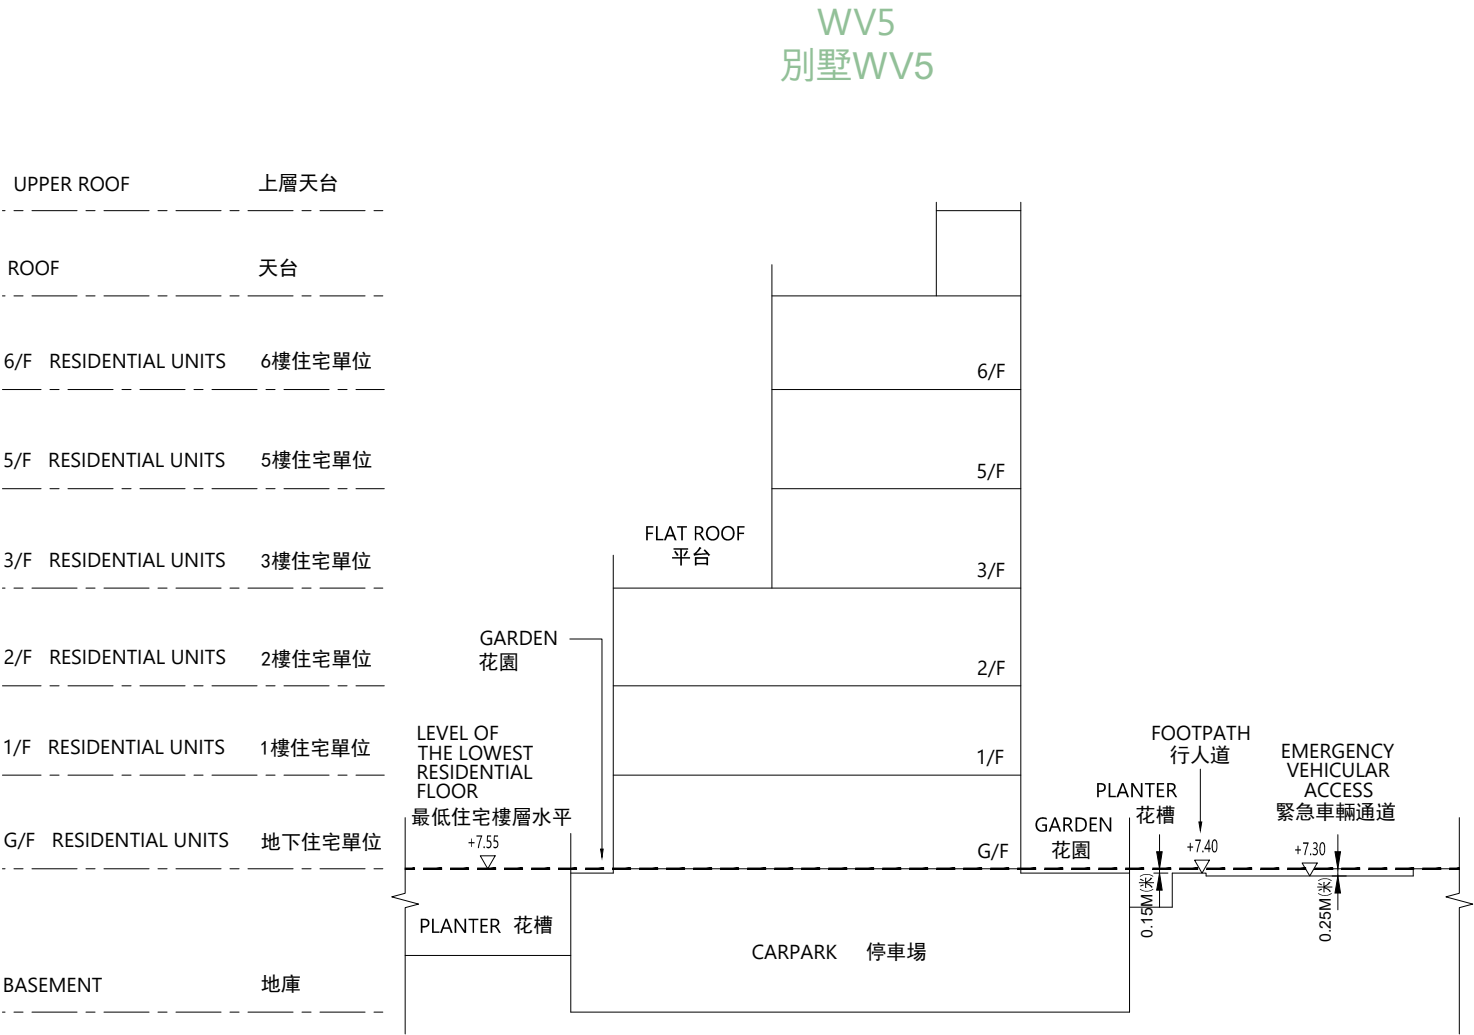 WV5
別墅WV5
UPPER ROOF 上層天台
ROOF 天台
6/F RESIDENTIAL UNITS 6樓住宅單位
6/F
5/F RESIDENTIAL UNITS 5樓住宅單位
5/F
FLAT ROOF
平台
3/F RESIDENTIAL UNITS 3樓住宅單位
3/F
GARDEN
花園
2/F RESIDENTIAL UNITS 2樓住宅單位
2/F
1/F RESIDENTIAL UNITS 1樓住宅單位
LEVEL OF
THE LOWEST
RESIDENTIAL
FLOOR
最低住宅樓層水平
+7.55
1/F
FOOTPATH
行人道
+7.40
EMERGENCY
VEHICULAR
ACCESS
緊急車輛通道
+7.30
PLANTER
花槽
GARDEN
花園
G/F RESIDENTIAL UNITS 地下住宅單位
G/F
0.15M(米)
0.25M(米)
PLANTER 花槽
CARPARK 停車場
BASEMENT 地庫